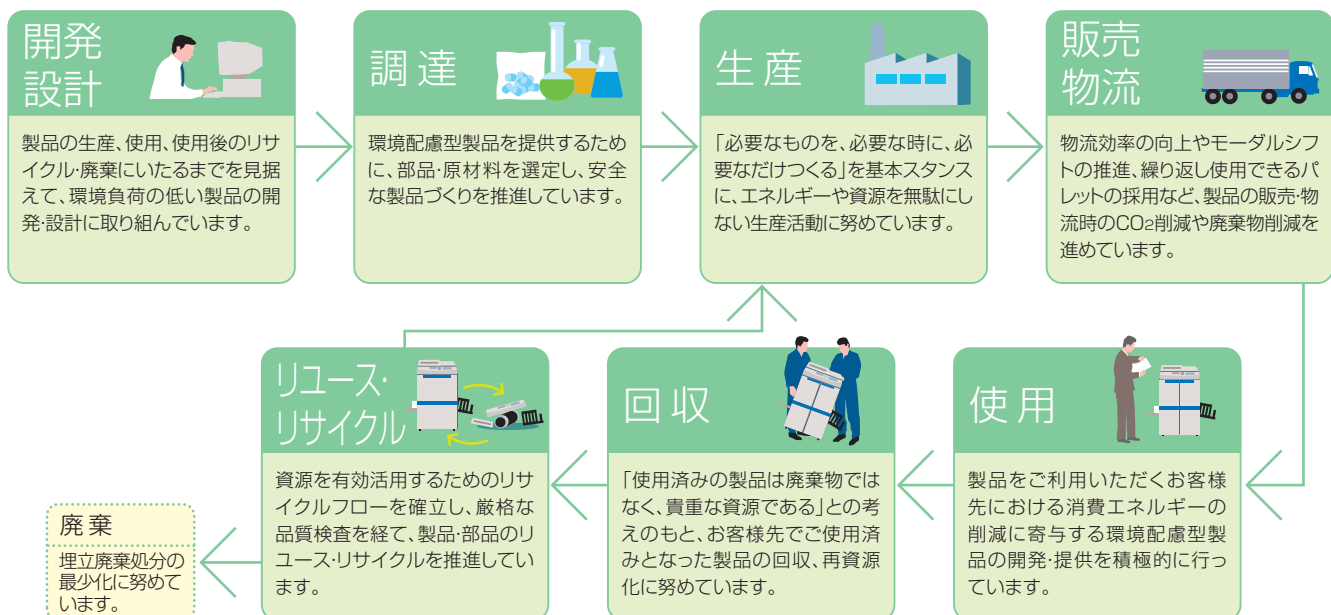 開発
設計
製品の生産、使用、使用後のリサ
イクル・廃棄にいたるまでを見据
えて、環境負荷の低い製品の開
発・設計に取り組んでいます。
調達
環境配慮型製品を提供するため
に、部品・原材料を選定し、安全
な製品づくりを推進しています。
生産
「必要なものを、必要な時に、必
要なだけつくる」を基本スタンス
に、エネルギーや資源を無駄にし
ない生産活動に努めています。
販売
物流
物流効率の向上やモーダルシフ
トの推進、繰り返し使用できるパ
レットの採用など、製品の販売・物
流時のCO2削減や廃棄物削減を
進めています。
使用
製品をご利用いただくお客様
先における消費エネルギーの
削減に寄与する環境配慮型製
品の開発・提供を積極的に行っ
ています。
回収
「使用済みの製品は廃棄物では
なく、貴重な資源である」との考
えのもと、お客様先でご使用済
みとなった製品の回収、再資源
化に努めています。
リユース・
リサイクル
資源を有効活用するためのリサ
イクルフローを確立し、厳格な
品質検査を経て、製品・部品のリ
ユース・リサイクルを推進してい
ます。
廃棄
埋立廃棄処分の
最少化に努めて
います。